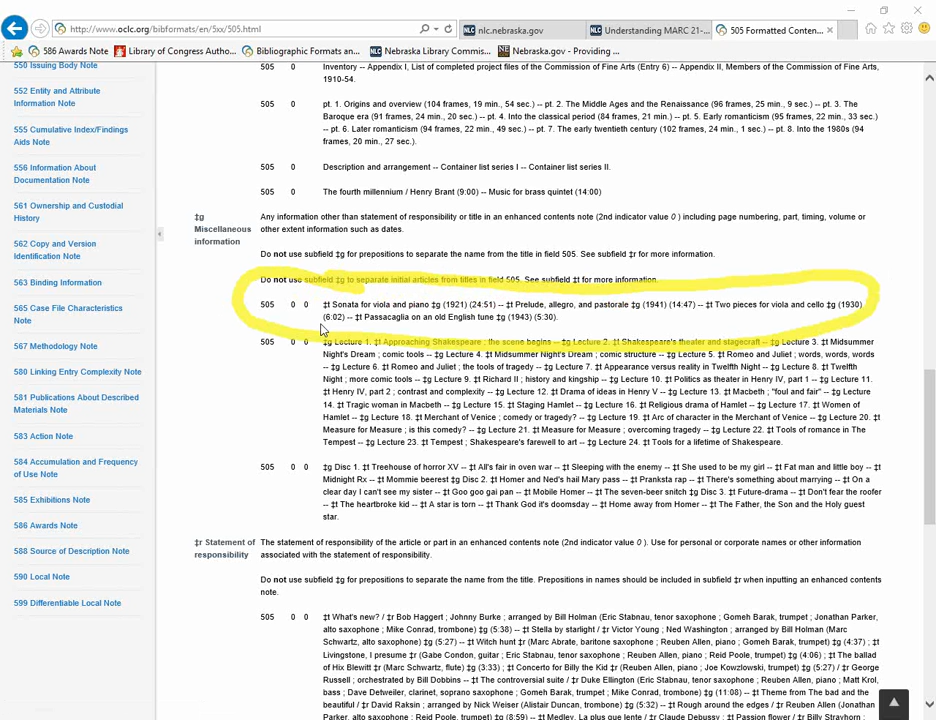 http://www.oclc.org/bibformats/en/5xx/505.html
nlc.nebraska.gov
Understanding MARC 21-...
505 Formatted Conten...
586 Awards Note
Library of Congress Autho...
Bibliographic Formats an...
Nebraska Library Commis...
Nebraska.gov - Providing ...
550 Issuing Body Note
552 Entity and Attribute
Information Note
555 Cumulative Index/Findings
Aids Note
556 Information About
Documentation Note
561 Ownership and Custodial
History
562 Copy and Version
Identification Note
563 Binding Information
565 Case File Characteristics
Note
567 Methodology Note
580 Linking Entry Complexity Note
581 Publications About Described
Materials Note
583 Action Note
584 Accumulation and Frequency
of Use Note
585 Exhibitions Note
586 Awards Note
588 Source of Description Note
590 Local Note
599 Differentiable Local Note
505 0 Inventory -- Appendix I, List of completed project files of the Commission of Fine Arts (Entry 6) -- Appendix II, Members of the Commission of Fine Arts,
1910-54.
505 0 pt. 1. Origins and overview (104 frames, 19 min., 54 sec.) -- pt. 2. The Middle Ages and the Renaissance (96 frames, 25 min., 9 sec.) -- pt. 3. The
Baroque era (91 frames, 24 min., 20 sec.) -- pt. 4. Into the classical period (84 frames, 21 min.) -- pt. 5. Early romanticism (95 frames, 22 min., 33 sec.)
-- pt. 6. Later romanticism (94 frames, 22 min., 49 sec.) -- pt. 7. The early twentieth century (102 frames, 24 min., 1 sec.) -- pt. 8. Into the 1980s (94
frames, 20 min., 27 sec.).
505 0 Description and arrangement -- Container list series I -- Container list series II.
505 0 The fourth millennium / Henry Brant (9:00) -- Music for brass quintet (14:00)
‡g
Miscellaneous
information
Any information other than statement of responsibility or title in an enhanced contents note (2nd indicator value 0 ) including page numbering, part, timing, volume or
other extent information such as dates.
Do not use subfield ‡g for prepositions to separate the name from the title in field 505. See subfield ‡r for more information.
Do not use subfield ‡g to separate initial articles from titles in field 505. See subfield ‡t for more information.
505 0 0 ‡t Sonata for viola and piano ‡g (1921) (24:51) -- ‡t Prelude, allegro, and pastorale ‡g (1941) (14:47) -- ‡t Two pieces for viola and cello ‡g (1930)
(6:02) -- ‡t Passacaglia on an old English tune ‡g (1943) (5:30).
505 0 0 ‡g Lecture 1. ‡t Approaching Shakespeare : the scene begins -- ‡g Lecture 2. ‡t Shakespeare's theater and stagecraft -- ‡g Lecture 3. ‡t Midsummer
Night's Dream ; comic tools -- ‡g Lecture 4. ‡t Midsummer Night's Dream ; comic structure -- ‡g Lecture 5. ‡t Romeo and Juliet ; words, words, words
-- ‡g Lecture 6. ‡t Romeo and Juliet ; the tools of tragedy -- ‡g Lecture 7. ‡t Appearance versus reality in Twelfth Night -- ‡g Lecture 8. ‡t Twelfth
Night ; more comic tools -- ‡g Lecture 9. ‡t Richard II ; history and kingship -- ‡g Lecture 10. ‡t Politics as theater in Henry IV, part 1 -- ‡g Lecture 11.
‡t Henry IV, part 2 ; contrast and complexity -- ‡g Lecture 12. ‡t Drama of ideas in Henry V -- ‡g Lecture 13. ‡t Macbeth ; "foul and fair" -- ‡g Lecture
14. ‡t Tragic woman in Macbeth -- ‡g Lecture 15. ‡t Staging Hamlet -- ‡g Lecture 16. ‡t Religious drama of Hamlet -- ‡g Lecture 17. ‡t Women of
Hamlet -- ‡g Lecture 18. ‡t Merchant of Venice ; comedy or tragedy? -- ‡g Lecture 19. ‡t Arc of character in the Merchant of Venice -- ‡g Lecture 20. ‡t
Measure for Measure ; is this comedy? -- ‡g Lecture 21. ‡t Measure for Measure ; overcoming tragedy -- ‡g Lecture 22. ‡t Tools of romance in The
Tempest -- ‡g Lecture 23. ‡t Tempest ; Shakespeare's farewell to art -- ‡g Lecture 24. ‡t Tools for a lifetime of Shakespeare.
505 0 0 ‡g Disc 1. ‡t Treehouse of horror XV -- ‡t All's fair in oven war -- ‡t Sleeping with the enemy -- ‡t She used to be my girl -- ‡t Fat man and little boy -- ‡t
Midnight Rx -- ‡t Mommie beerest ‡g Disc 2. ‡t Homer and Ned's hail Mary pass -- ‡t Pranksta rap -- ‡t There's something about marrying -- ‡t On a
clear day I can't see my sister -- ‡t Goo goo gai pan -- ‡t Mobile Homer -- ‡t The seven-beer snitch ‡g Disc 3. ‡t Future-drama -- ‡t Don't fear the roofer
-- ‡t The heartbroke kid -- ‡t A star is torn -- ‡t Thank God it's doomsday -- ‡t Home away from Homer -- ‡t The Father, the Son and the Holy guest
star.
‡r Statement of
responsibility
The statement of responsibility of the article or part in an enhanced contents note (2nd indicator value 0 ). Use for personal or corporate names or other information
associated with the statement of responsibility.
Do not use subfield ‡g for prepositions to separate the name from the title. Prepositions in names should be included in subfield ‡r when inputting an enhanced contents
note.
505 0 0 ‡t What's new? / ‡r Bob Haggert ; Johnny Burke ; arranged by Bill Holman (Eric Stabnau, tenor saxophone ; Gomeh Barak, trumpet ; Jonathan Parker,
alto saxophone ; Mike Conrad, trombone) ‡g (5:38) -- ‡t Stella by starlight / ‡r Victor Young ; Ned Washington ; arranged by Bill Holman (Marc
Schwartz, alto saxophone) ‡g (5:27) -- ‡t Witch hunt ‡r (Marc Abrate, baritone saxophone ; Reuben Allen, piano ; Gomeh Barak, trumpet) ‡g (4:37) ; ‡t
Livingstone, I presume ‡r (Gabe Condon, guitar ; Eric Stabnau, tenor saxophone ; Reuben Allen, piano ; Reid Poole, trumpet) ‡g (4:06) ; ‡t The ballad
of Hix Blewitt ‡r (Marc Schwartz, flute) ‡g (3:33) ; ‡t Concerto for Billy the Kid ‡r (Reuben Allen, piano ; Joe Kowzlowski, trumpet) ‡g (5:27) / ‡r George
Russell ; orchestrated by Bill Dobbins -- ‡t The controversial suite / ‡r Duke Ellington (Eric Stabnau, tenor saxophone ; Reuben Allen, piano ; Matt Krol,
bass ; Dave Detweiler, clarinet, soprano saxophone ; Gomeh Barak, trumpet ; Mike Conrad, trombone) ‡g (11:08) -- ‡t Theme from The bad and the
beautiful / ‡r David Raksin ; arranged by Nick Weiser (Alistair Duncan, trombone) ‡g (5:32) -- ‡t Rough around the edges / ‡r Reuben Allen (Reuben
Allen, piano ; Reid Poole, trumpet) ‡g (8:59) -- ‡t Medley. La plus que lente / ‡r Claude Debussy ; ‡t Passion flower / ‡r Billy Strayhorn ;